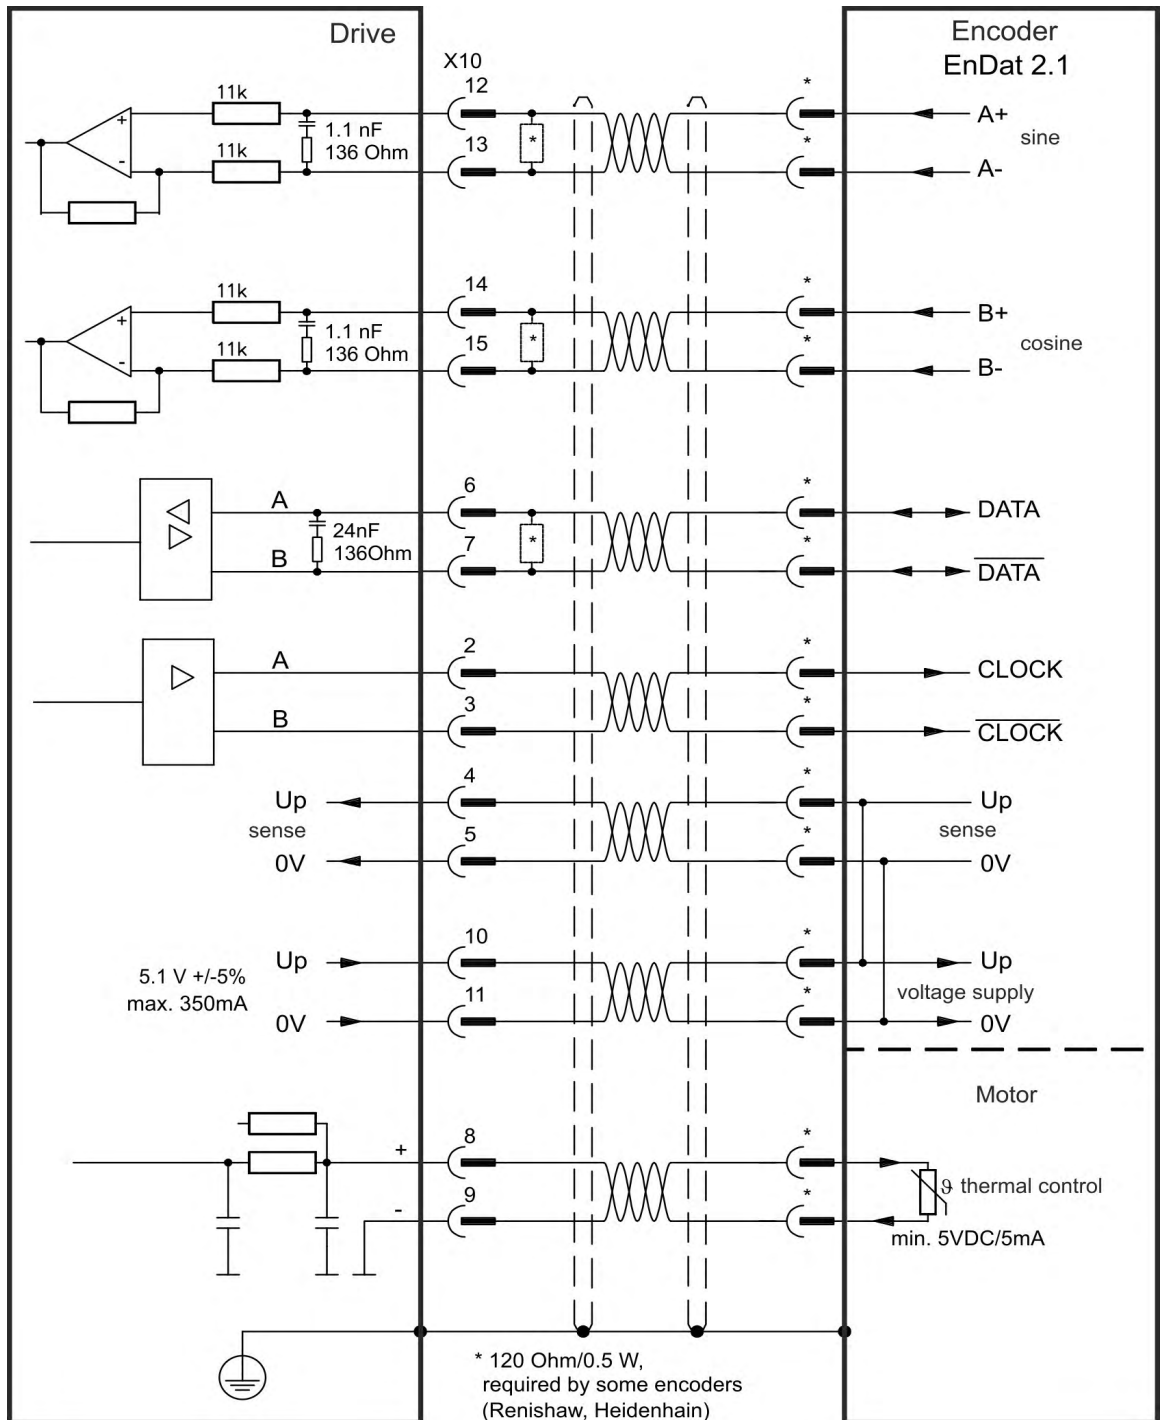 Drive
Encoder
EnDat 2.1
X10
11k
12
*
A+
+
1.1 nF
*
sine
11k
136 Ohm
13
*
-
A-
11k
14
*
B+
+
1.1 nF
*
cosine
11k
136 Ohm
15
*
-
B-
A
6
*
DATA
24nF
*
B
136Ohm
7
*
DATA
A
2
*
CLOCK
B
3
*
CLOCK
Up
4
*
Up
sense
sense
0V
5
*
0V
Up
10
*
Up
5.1 V +/-5%
voltage supply
max. 350mA
0V
11
*
0V
Motor
+
8
*
ϑ thermal control
-
9
*
min. 5VDC/5mA
* 120 Ohm/0.5 W,
required by some encoders
(Renishaw, Heidenhain)